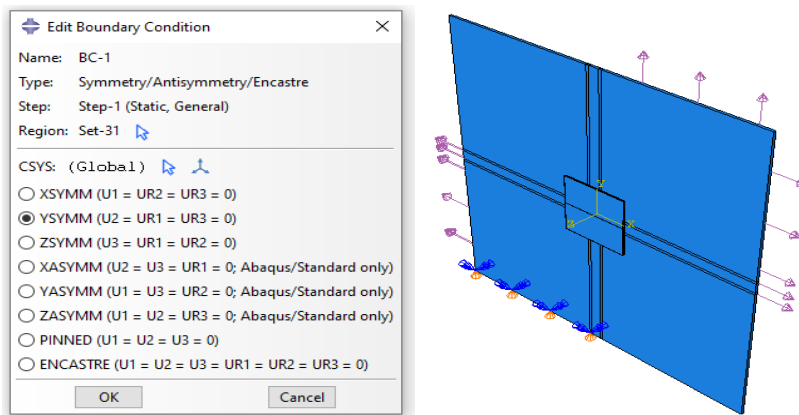 Edit Boundary Condition
Name: BC-1
Type: Symmetry/Antisymmetry/Encastre
Step: Step-1 (Static, General)
Region: Set-31
CSYS: (Global)
XSYMM (U1 = UR2 = UR3 = 0)
YSYMM (U2 = UR1 = UR3 = 0)
ZSYMM (U3 = UR1 = UR2 = 0)
XASYMM (U2 = U3 = UR1 = 0; Abaqus/Standard only)
YASYMM (U1 = U3 = UR2 = 0; Abaqus/Standard only)
ZASYMM (U1 = U2 = UR3 = 0; Abaqus/Standard only)
PINNED (U1 = U2 = U3 = 0)
ENCASTRE (U1 = U2 = U3 = UR1 = UR2 = UR3 = 0)
OK Cancel
Y
Z X